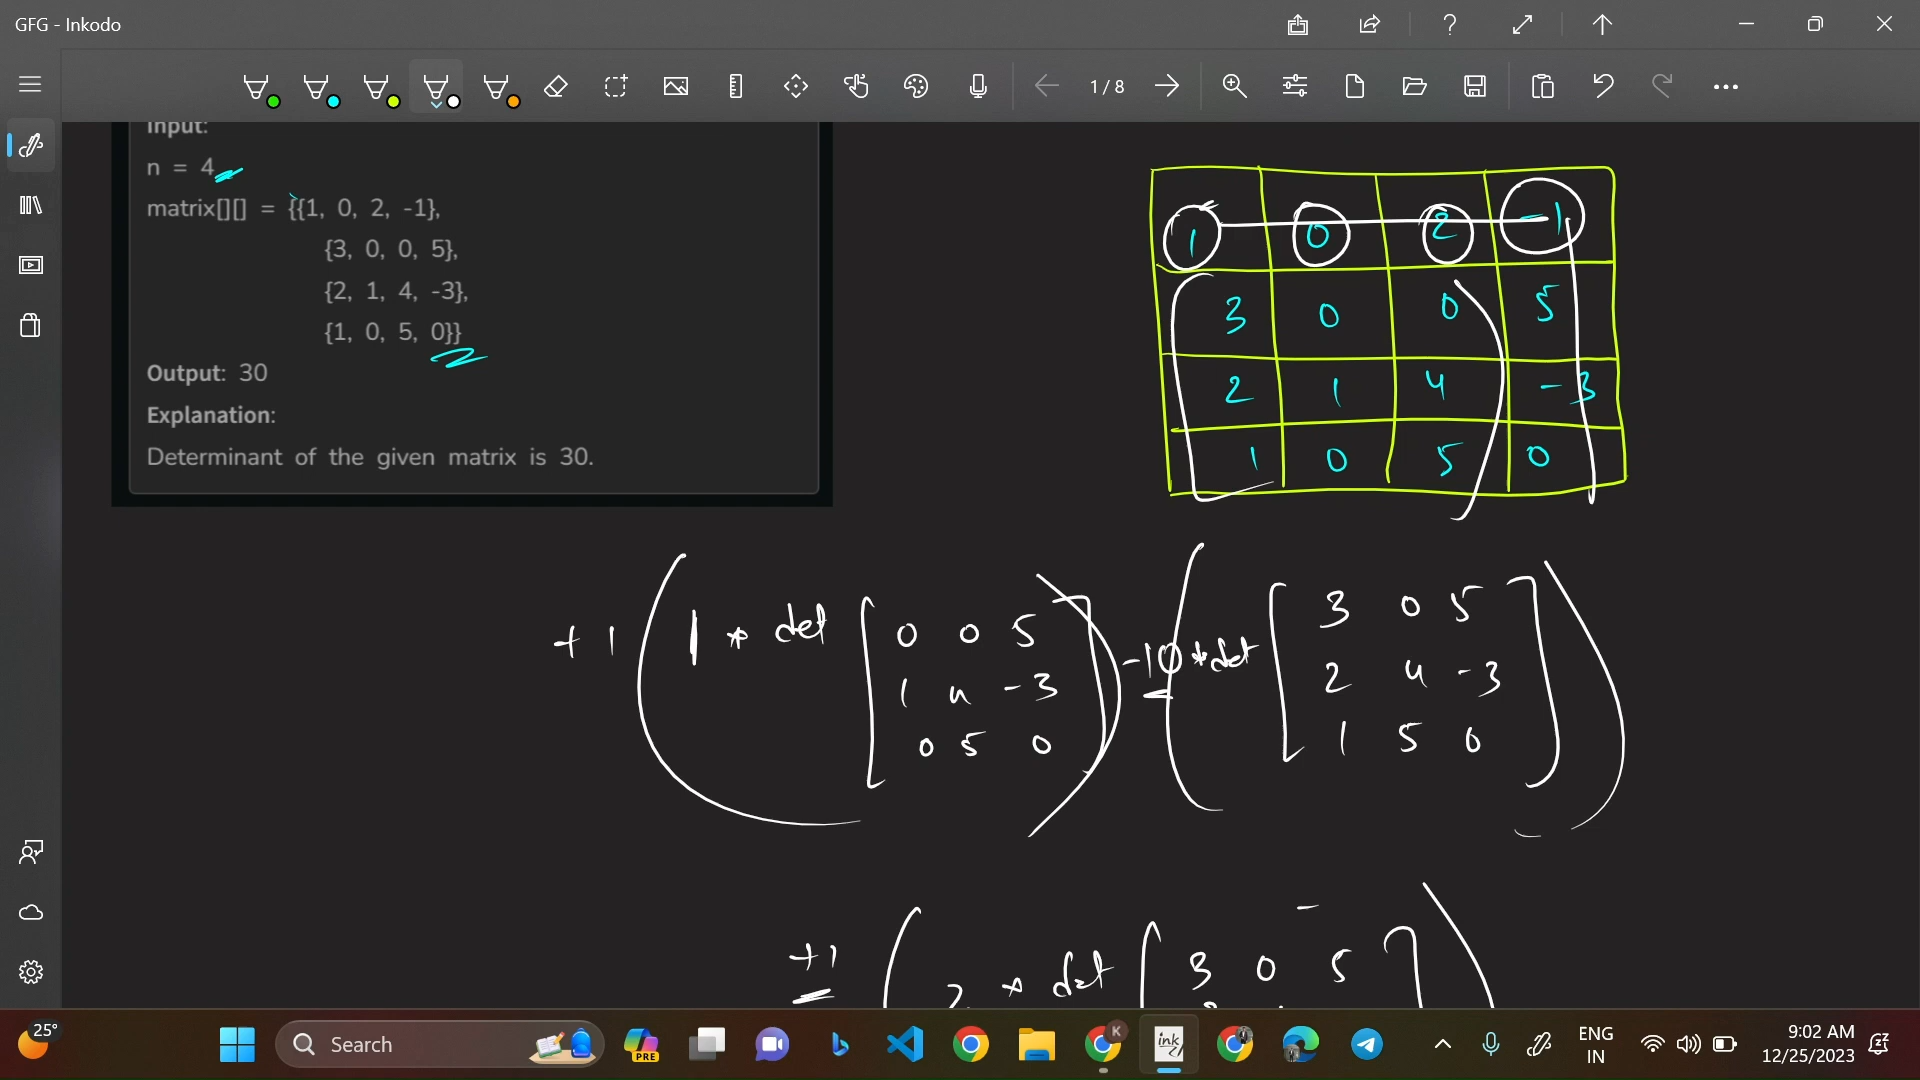 GFG - Inkodo
1 / 8
Input:
n = 4
matrix[][] = {{1, 0, 2, -1},
{3, 0, 0, 5},
{2, 1, 4, -3},
{1, 0, 5, 0}}
Output: 30
Explanation:
Determinant of the given matrix is 30.
1 0 2 -1
3 0 0 5
2 1 4 -3
1 0 5 0
+1 ( 1 * det [ 0 0 5
1 4 -3
0 5 0 ] )
-1 ( 0 * det [ 3 0 5
2 4 -3
1 5 0 ] )
+1 ( 2 * det [ 3 0 5 ] )
25°
Search
PRE
K
ink
ENG
IN
9:02 AM
12/25/2023